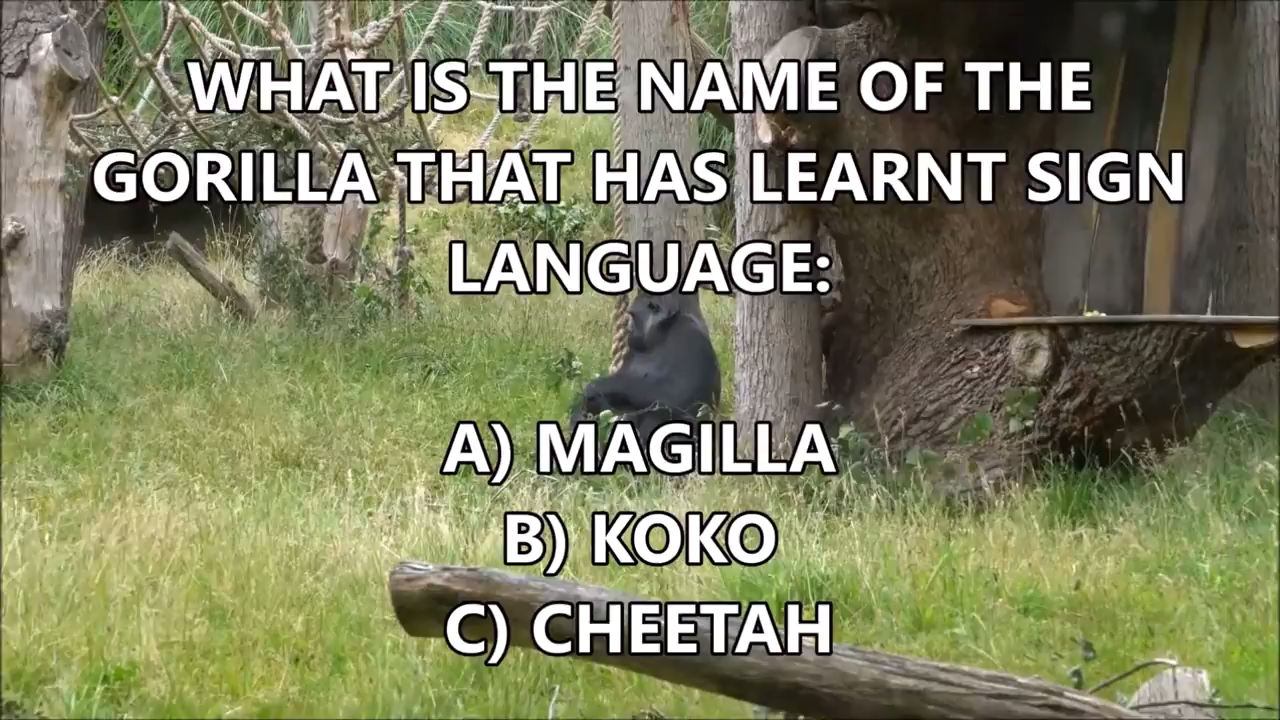 WHAT IS THE NAME OF THE
GORILLA THAT HAS LEARNT SIGN
LANGUAGE:
A) MAGILLA
B) KOKO
C) CHEETAH